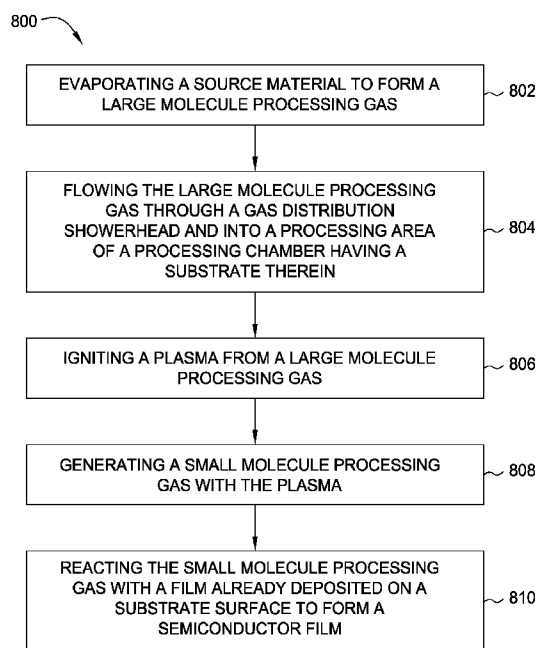 800
EVAPORATING A SOURCE MATERIAL TO FORM A
LARGE MOLECULE PROCESSING GAS
802
FLOWING THE LARGE MOLECULE PROCESSING
GAS THROUGH A GAS DISTRIBUTION
SHOWERHEAD AND INTO A PROCESSING AREA
OF A PROCESSING CHAMBER HAVING A
SUBSTRATE THEREIN
804
IGNITING A PLASMA FROM A LARGE MOLECULE
PROCESSING GAS
806
GENERATING A SMALL MOLECULE PROCESSING
GAS WITH THE PLASMA
808
REACTING THE SMALL MOLECULE PROCESSING
GAS WITH A FILM ALREADY DEPOSITED ON A
SUBSTRATE SURFACE TO FORM A
SEMICONDUCTOR FILM
810